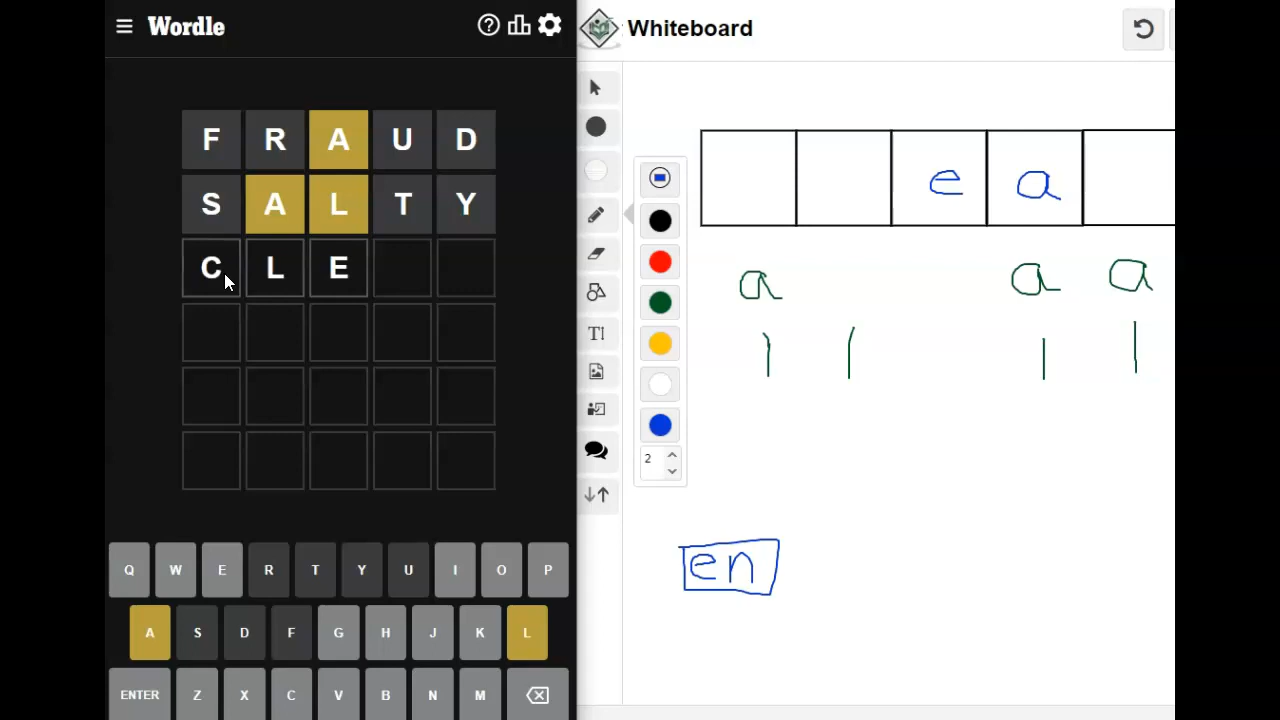 Wordle
Whiteboard
F R A U D
S A L T Y
C L E
e a
a a a
l l l l
en
2
Q W E R T Y U I O P
A S D F G H J K L
ENTER Z X C V B N M